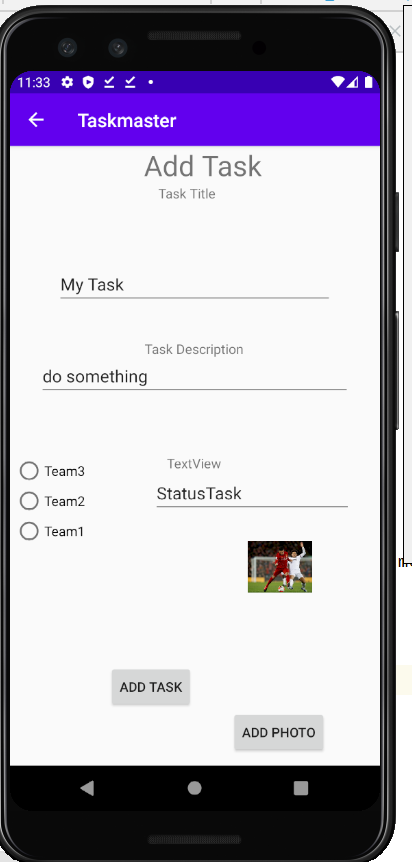 11:33
Taskmaster
Add Task
Task Title
My Task
Task Description
do something
Team3
TextView
StatusTask
Team2
Team1
ADD TASK
ADD PHOTO